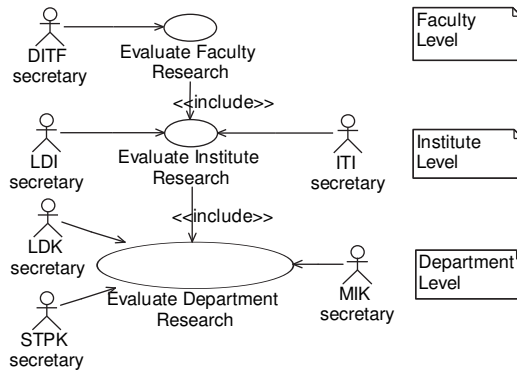 DITF
secretary
Evaluate Faculty
Research
Faculty
Level
<<include>>
LDI
secretary
Evaluate Institute
Research
ITI
secretary
Institute
Level
<<include>>
LDK
secretary
Evaluate Department
Research
STPK
secretary
MIK
secretary
Department
Level